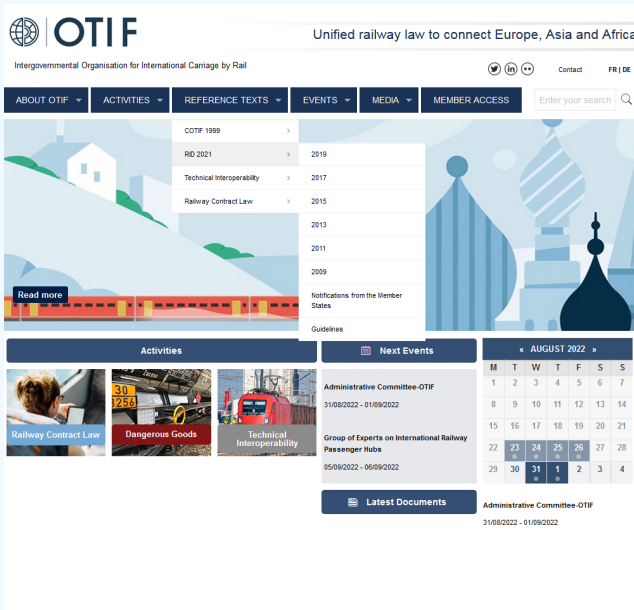 OTIF
Unified railway law to connect Europe, Asia and Africa
Intergovernmental Organisation for International Carriage by Rail
Contact
FR | DE
ABOUT OTIF
ACTIVITIES
REFERENCE TEXTS
EVENTS
MEDIA
MEMBER ACCESS
Enter your search
COTIF 1999
RID 2021
Technical Interoperability
Railway Contract Law
2019
2017
2015
2013
2011
2009
Notifications from the Member
States
Guidelines
Read more
Activities
Railway Contract Law
30
3256
Dangerous Goods
Technical
Interoperability
Next Events
Administrative Committee-OTIF
31/08/2022 - 01/09/2022
Group of Experts on International Railway
Passenger Hubs
05/09/2022 - 06/09/2022
Latest Documents
« AUGUST 2022 »
M T W T F S S
1 2 3 4 5 6 7
8 9 10 11 12 13 14
15 16 17 18 19 20 21
22 23 24 25 26 27 28
29 30 31 1 2 3 4
Administrative Committee-OTIF
31/08/2022 - 01/09/2022